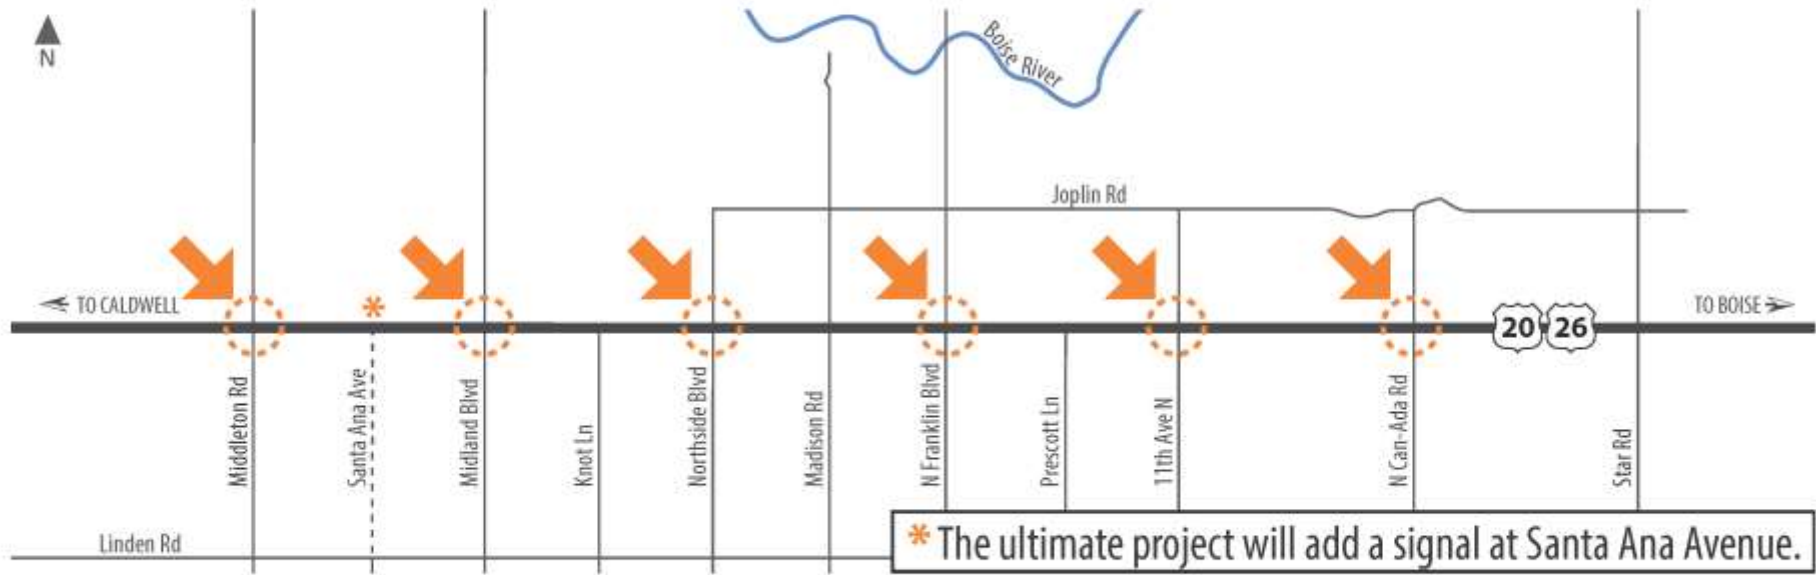 N
Boise River
Joplin Rd
TO CALDWELL
*
TO BOISE
20 26
Middleton Rd
Santa Ana Ave
Midland Blvd
Knot Ln
Northside Blvd
Madison Rd
N Franklin Blvd
Prescott Ln
11th Ave N
N Can-Ada Rd
Star Rd
Linden Rd
* The ultimate project will add a signal at Santa Ana Avenue.